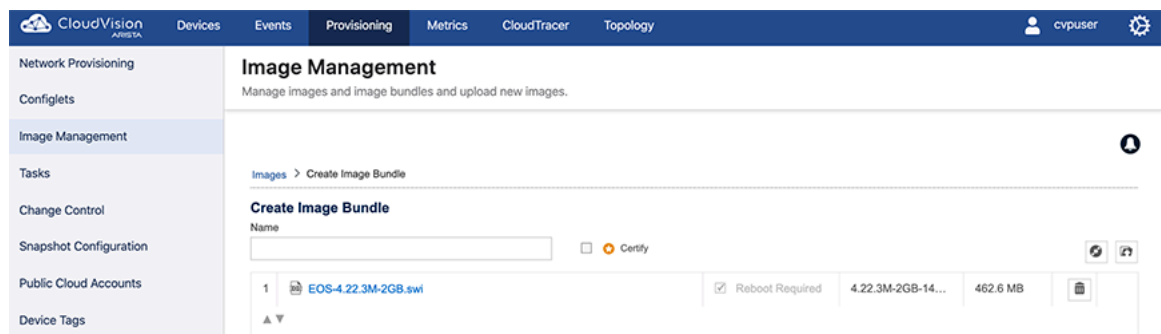 CloudVision
ARISTA
Devices
Events
Provisioning
Metrics
CloudTracer
Topology
cvpuser
Network Provisioning
Configlets
Image Management
Tasks
Change Control
Snapshot Configuration
Public Cloud Accounts
Device Tags
Image Management
Manage images and image bundles and upload new images.
Images > Create Image Bundle
Create Image Bundle
Name
Certify
1 EOS-4.22.3M-2GB.swi Reboot Required 4.22.3M-2GB-14... 462.6 MB